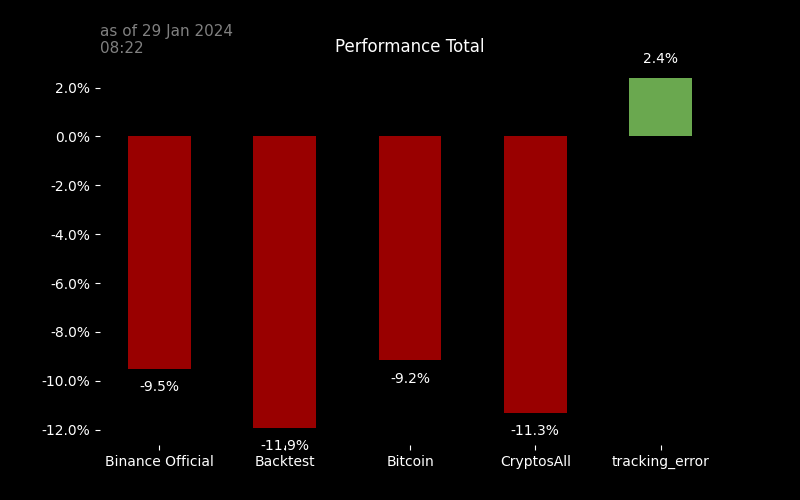 as of 29 Jan 2024
08:22
Performance Total
2.4%
2.0%
0.0%
-2.0%
-4.0%
-6.0%
-8.0%
-10.0%
-12.0%
-9.5%
-11.9%
-9.2%
-11.3%
Binance Official
Backtest
Bitcoin
CryptosAll
tracking_error